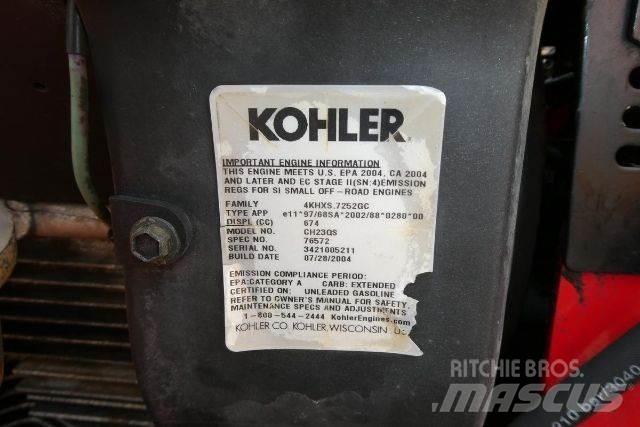 KOHLER
IMPORTANT ENGINE INFORMATION
THIS ENGINE MEETS U.S. EPA 2004, CA 2004
AND LATER AND EC STAGE II(SN:4)EMISSION
REGS FOR SI SMALL OFF-ROAD ENGINES
FAMILY 4KHXS.7252GC
TYPE APP e11*97/68SA*2002/88*0280*00
DISPL (CC) 674
MODEL NO. CH23QS
SPEC NO. 76572
SERIAL NO. 3421005211
BUILD DATE 07/28/2004
EMISSION COMPLIANCE PERIOD:
EPA:CATEGORY A CARB: EXTENDED
CERTIFIED ON: UNLEADED GASOLINE
REFER TO OWNER'S MANUAL FOR SAFETY,
MAINTENANCE SPECS AND ADJUSTMENTS
1-800-544-2444 KohlerEngines.com
KOHLER CO. KOHLER, WISCONSIN
RITCHIE BROS.
MASCUS